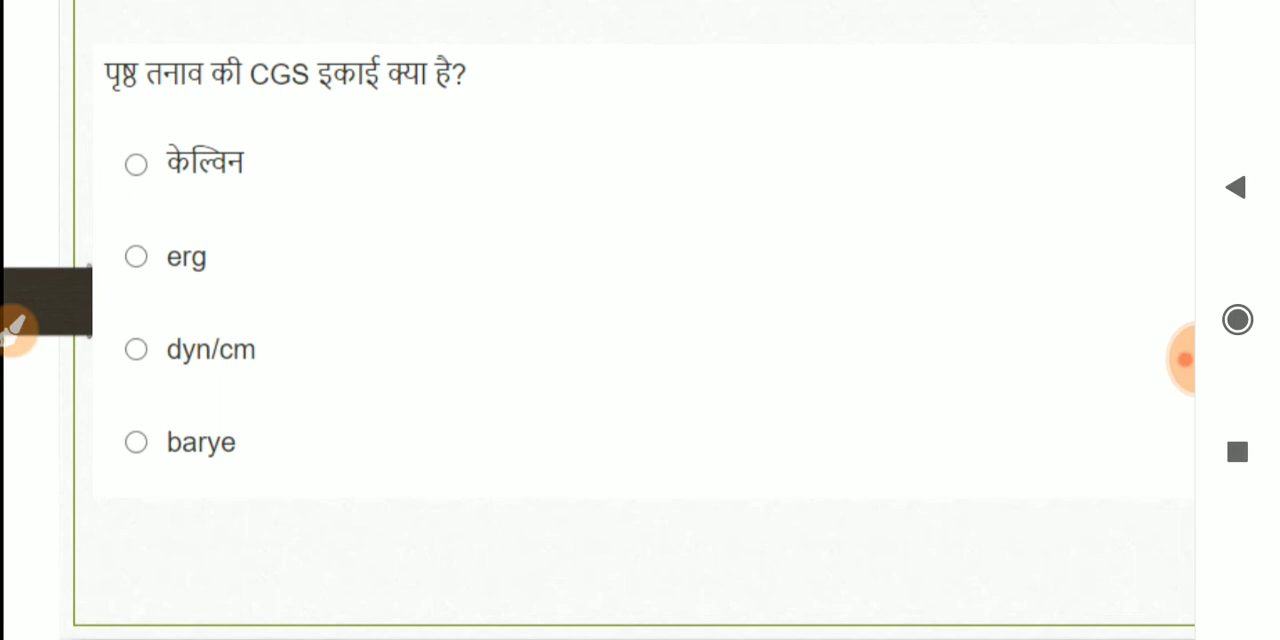 पृष्ठ तनाव की CGS इकाई क्या है?
केल्विन
erg
dyn/cm
barye